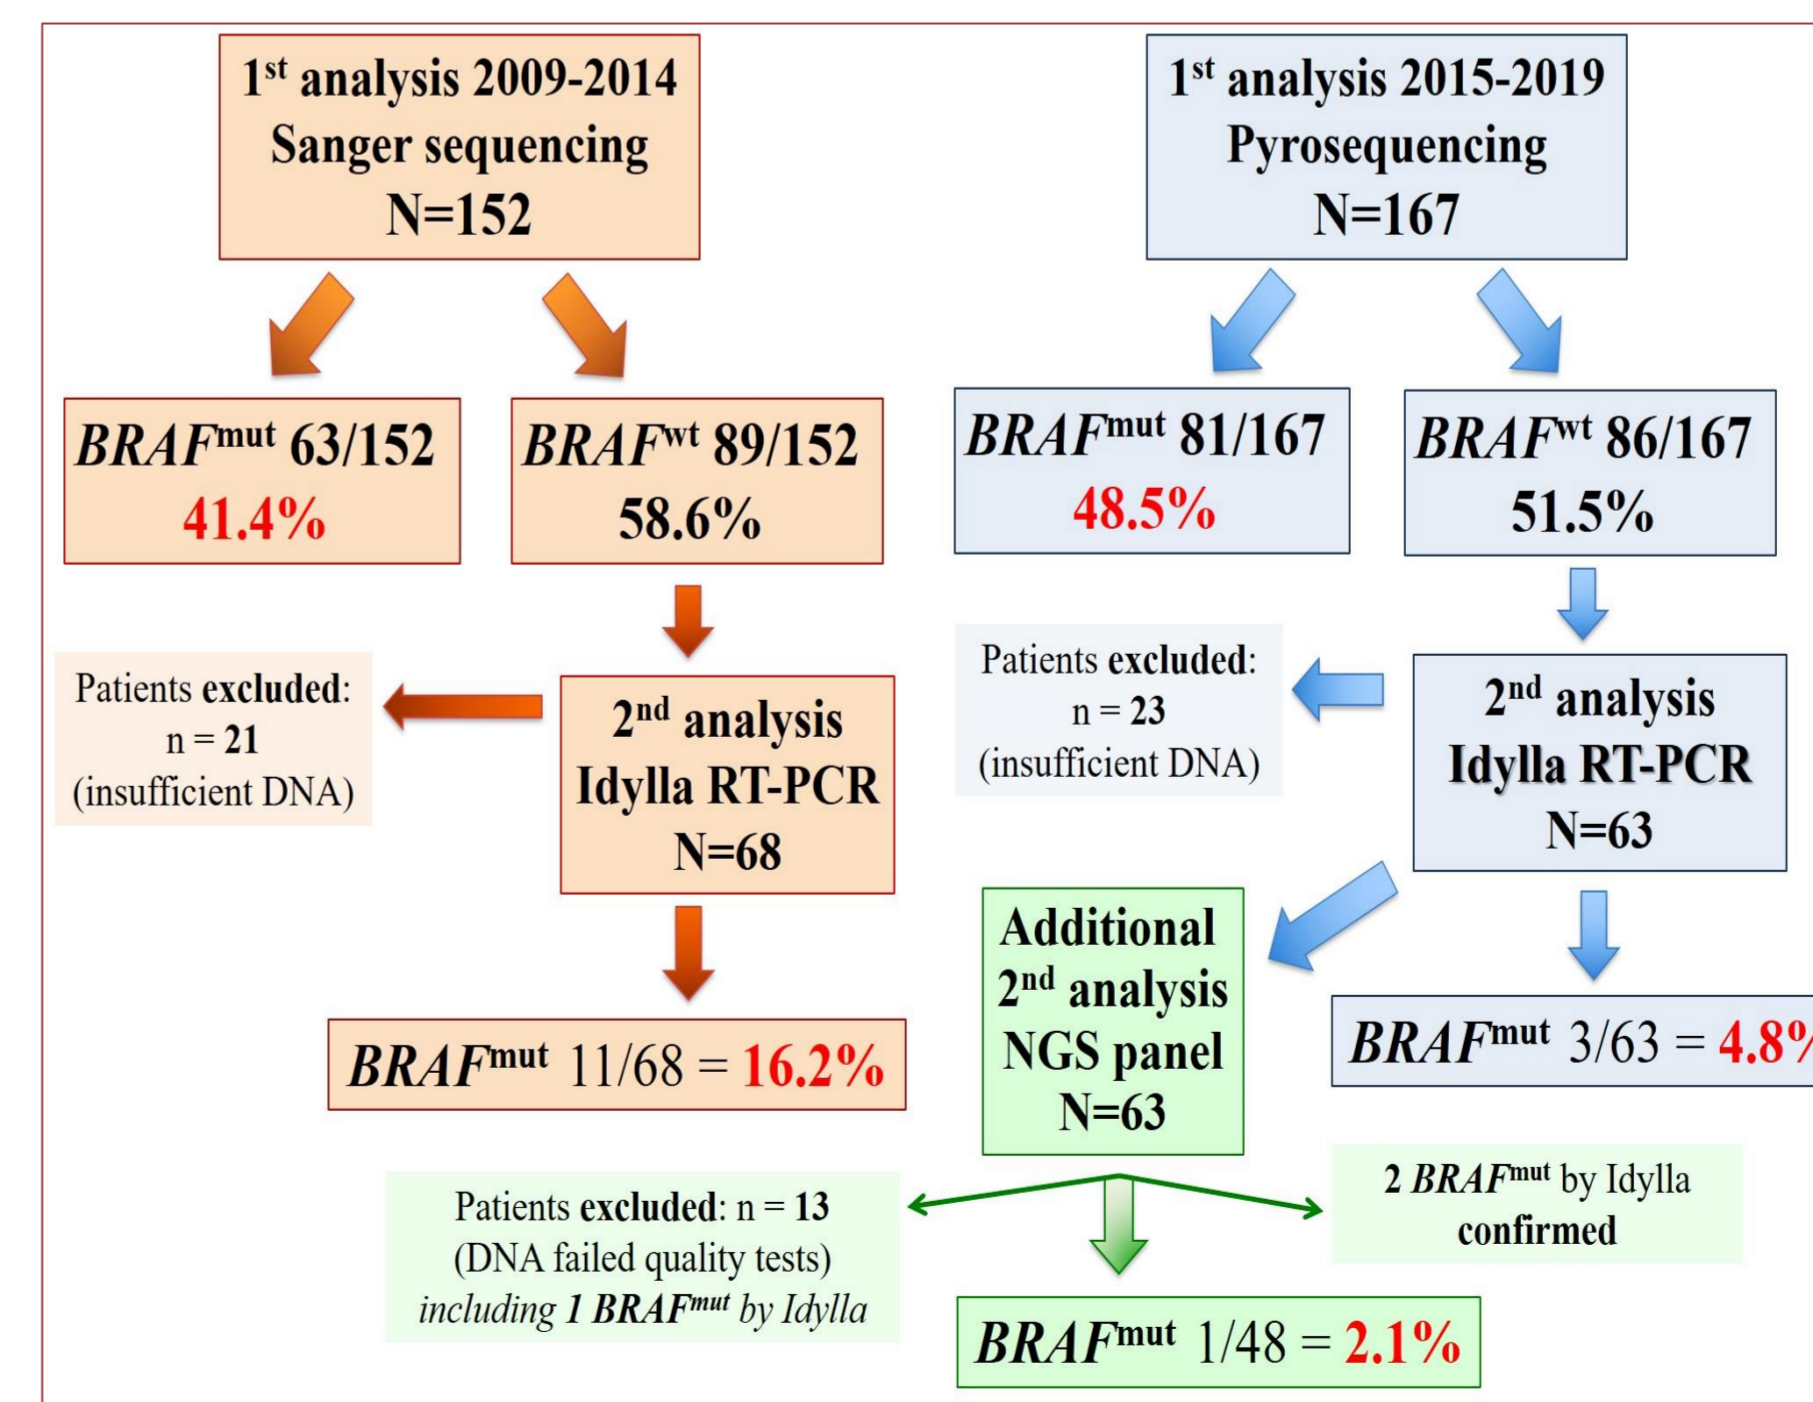 1st analysis 2009-2014
Sanger sequencing
N=152
1st analysis 2015-2019
Pyrosequencing
N=167
BRAFmut 63/152
41.4%
BRAFwt 89/152
58.6%
BRAFmut 81/167
48.5%
BRAFwt 86/167
51.5%
Patients excluded:
n = 21
(insufficient DNA)
2nd analysis
Idylla RT-PCR
N=68
Patients excluded:
n = 23
(insufficient DNA)
2nd analysis
Idylla RT-PCR
N=63
BRAFmut 11/68 = 16.2%
Additional
2nd analysis
NGS panel
N=63
BRAFmut 3/63 = 4.8%
Patients excluded: n = 13
(DNA failed quality tests)
including 1 BRAFmut by Idylla
2 BRAFmut by Idylla
confirmed
BRAFmut 1/48 = 2.1%